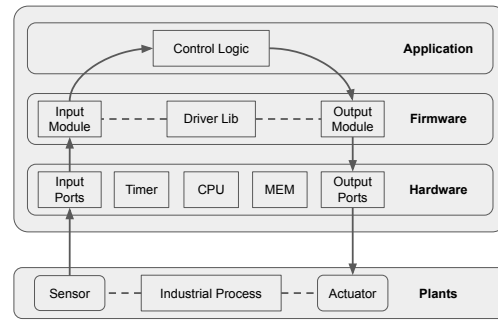 Control Logic
Application
Input
Module
Driver Lib
Output
Module
Firmware
Input
Ports
Timer
CPU
MEM
Output
Ports
Hardware
Sensor
Industrial Process
Actuator
Plants